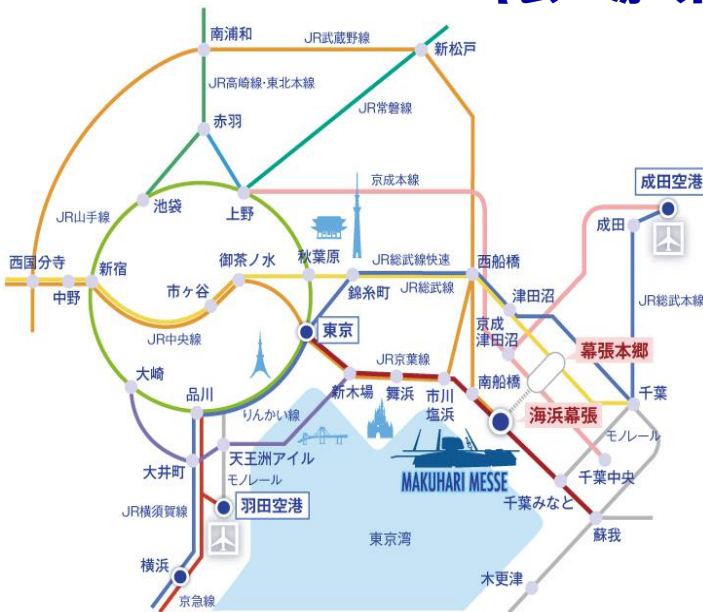 南浦和
JR武蔵野線
新松戸
JR高崎線・東北本線
赤羽
JR常磐線
京成本線
成田空港
池袋
上野
成田
JR山手線
西国分寺
新宿
御茶ノ水
秋葉原
JR総武線快速
西船橋
中野
市ヶ谷
錦糸町
JR総武線
津田沼
JR総武本線
JR中央線
東京
京成
津田沼
幕張本郷
大崎
JR京葉線
品川
新木場
舞浜
市川
塩浜
南船橋
千葉
りんかい線
海浜幕張
モノレール
大井町
天王洲アイル
モノレール
MAKUHARI MESSE
千葉みなと
千葉中央
JR横須賀線
羽田空港
蘇我
東京湾
横浜
木更津
京急線